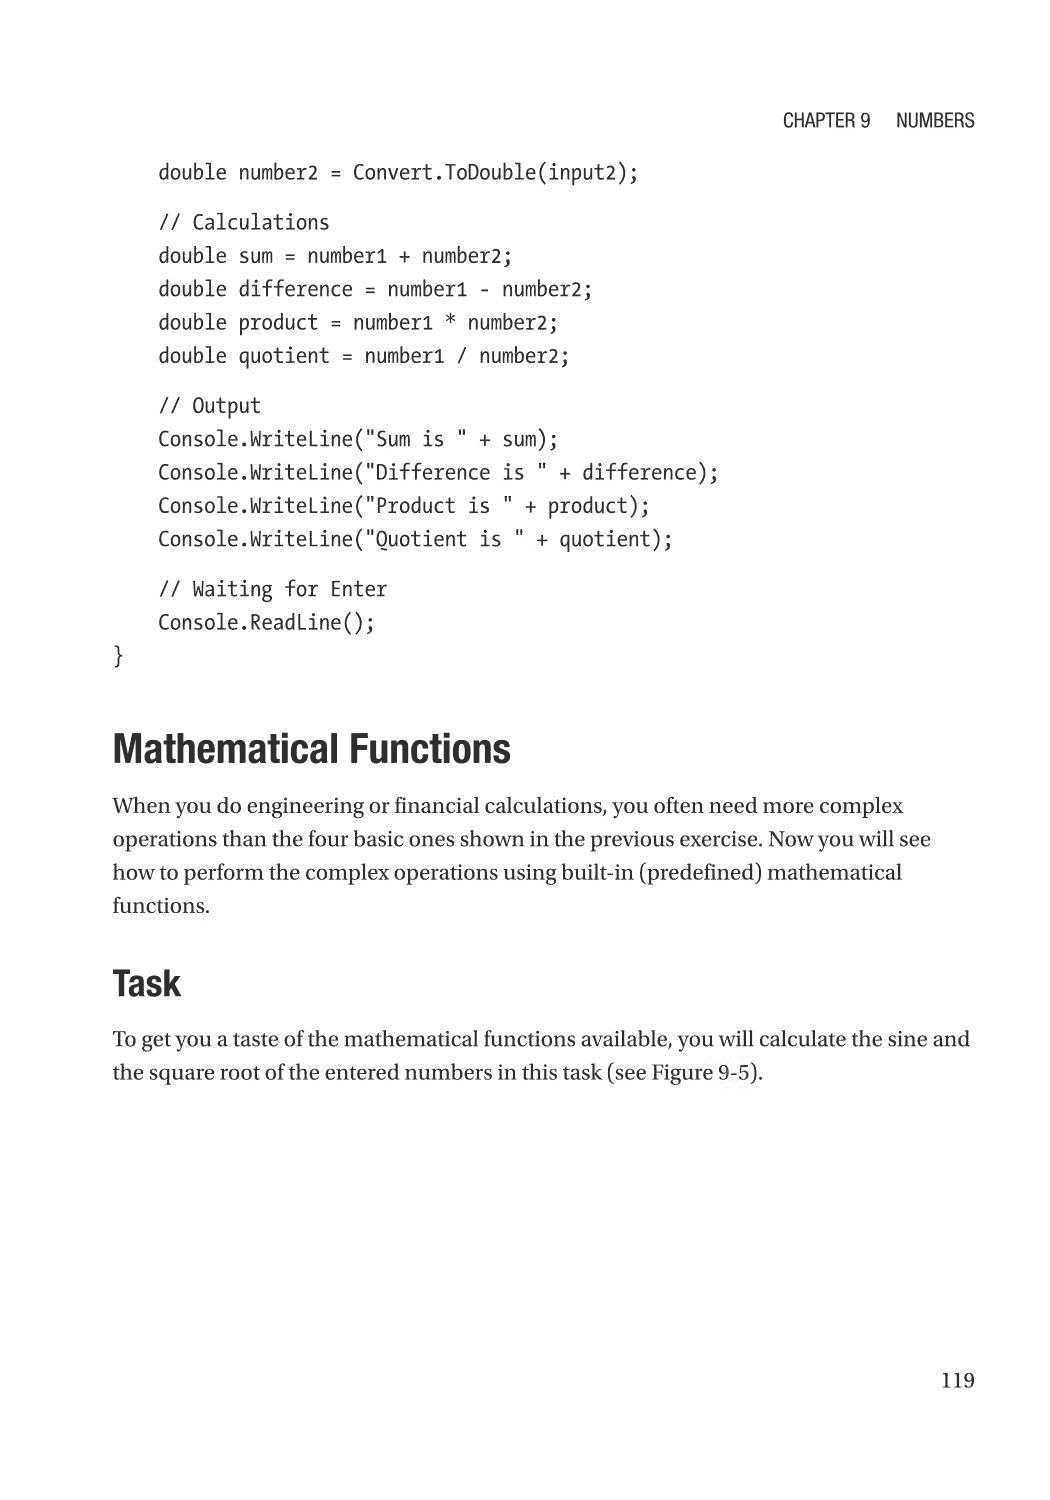 CHAPTER 9 NUMBERS
double number2 = Convert.ToDouble(input2);
// Calculations
double sum = number1 + number2;
double difference = number1 - number2;
double product = number1 * number2;
double quotient = number1 / number2;
// Output
Console.WriteLine("Sum is " + sum);
Console.WriteLine("Difference is " + difference);
Console.WriteLine("Product is " + product);
Console.WriteLine("Quotient is " + quotient);
// Waiting for Enter
Console.ReadLine();
}
Mathematical Functions
When you do engineering or financial calculations, you often need more complex
operations than the four basic ones shown in the previous exercise. Now you will see
how to perform the complex operations using built-in (predefined) mathematical
functions.
Task
To get you a taste of the mathematical functions available, you will calculate the sine and
the square root of the entered numbers in this task (see Figure 9-5).
119